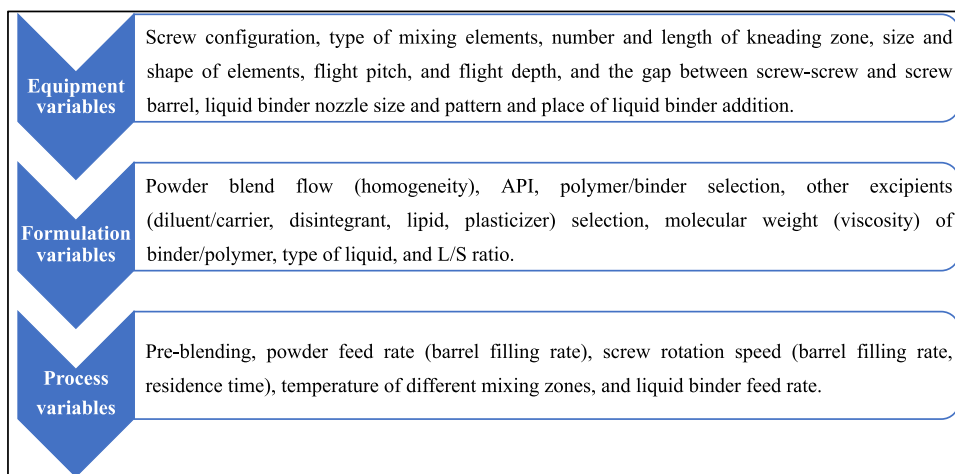 Equipment
variables
Screw configuration, type of mixing elements, number and length of kneading zone, size and
shape of elements, flight pitch, and flight depth, and the gap between screw-screw and screw
barrel, liquid binder nozzle size and pattern and place of liquid binder addition.
Formulation
variables
Powder blend flow (homogeneity), API, polymer/binder selection, other excipients
(diluent/carrier, disintegrant, lipid, plasticizer) selection, molecular weight (viscosity) of
binder/polymer, type of liquid, and L/S ratio.
Process
variables
Pre-blending, powder feed rate (barrel filling rate), screw rotation speed (barrel filling rate,
residence time), temperature of different mixing zones, and liquid binder feed rate.